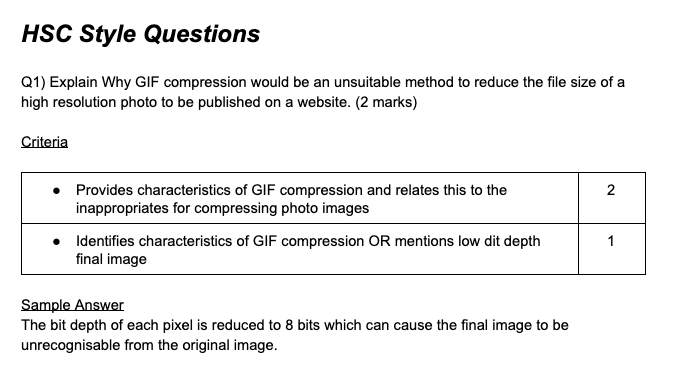 HSC Style Questions
Q1) Explain Why GIF compression would be an unsuitable method to reduce the file size of a
high resolution photo to be published on a website. (2 marks)
Criteria
● Provides characteristics of GIF compression and relates this to the
inappropriates for compressing photo images
2
● Identifies characteristics of GIF compression OR mentions low dit depth
final image
1
Sample Answer
The bit depth of each pixel is reduced to 8 bits which can cause the final image to be
unrecognisable from the original image.